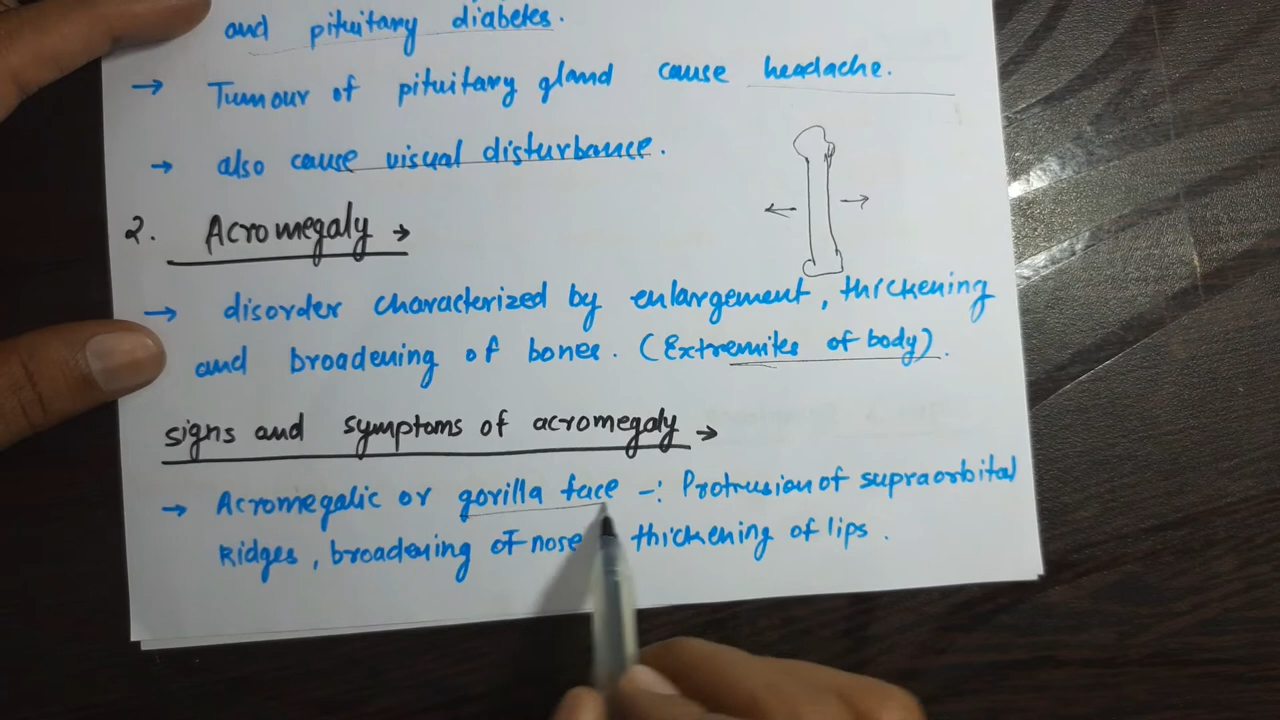 and pituitary diabetes.
→ Tumour of pituitary gland cause headache.
→ also cause visual disturbance.
2. Acromegaly →
→ disorder characterized by enlargement, thickening
and broadening of bones. (Extremites of body).
signs and symptoms of acromegaly →
→ Acromegalic or gorilla face -: Protrusion of supraorbital
Ridges, broadening of nose thickening of lips.